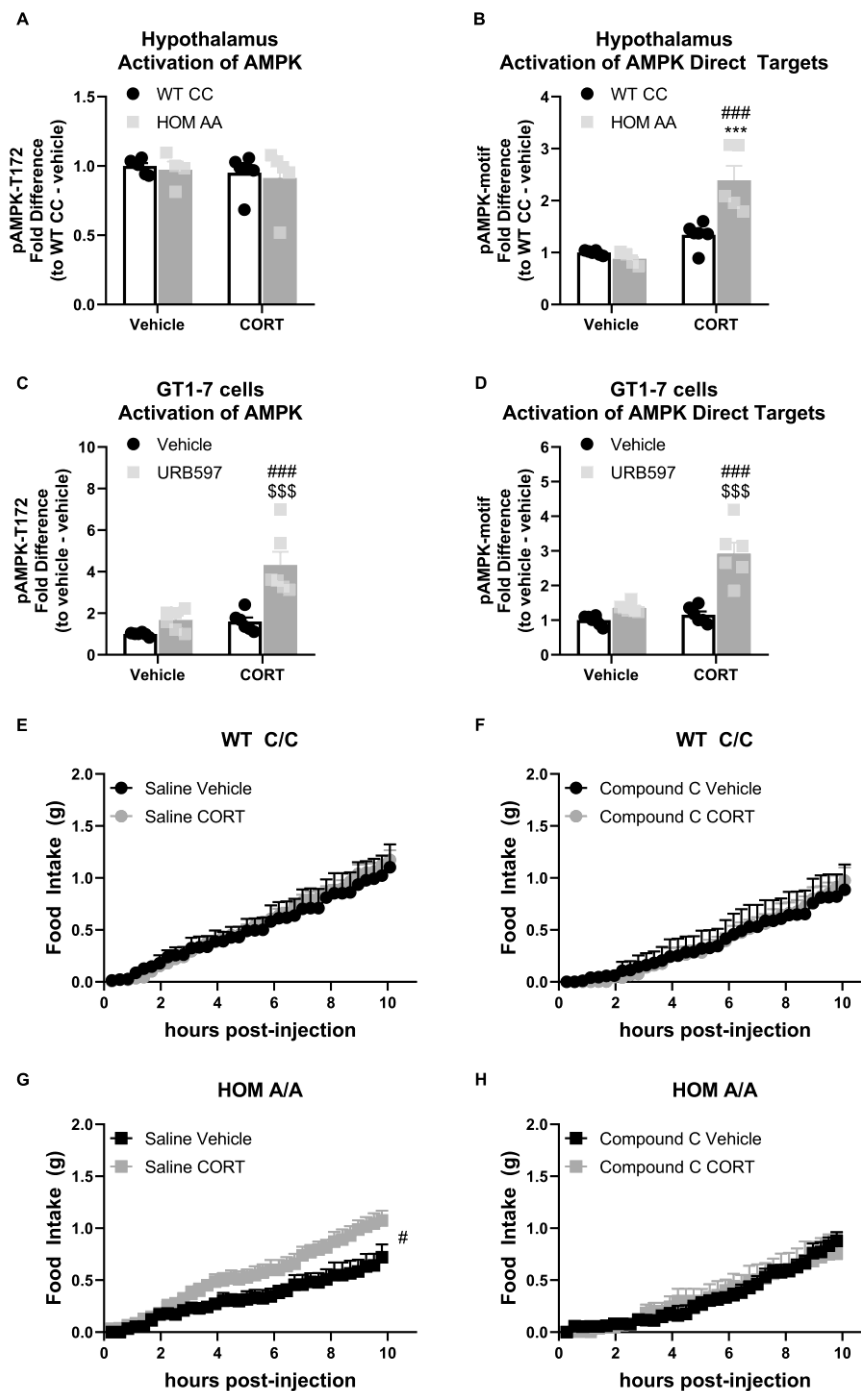 A
Hypothalamus
Activation of AMPK
WT CC
HOM AA
pAMPK-T172
Fold Difference
(to WT CC - vehicle)
1.5
1.0
0.5
0.0
Vehicle
CORT
B
Hypothalamus
Activation of AMPK Direct Targets
WT CC
HOM AA
###
***
pAMPK-motif
Fold Difference
(to WT CC - vehicle)
4
3
2
1
0
Vehicle
CORT
C
GT1-7 cells
Activation of AMPK
Vehicle
URB597
###
$$$
pAMPK-T172
Fold Difference
(to vehicle - vehicle)
10
8
6
4
2
0
Vehicle
CORT
D
GT1-7 cells
Activation of AMPK Direct Targets
Vehicle
URB597
###
$$$
pAMPK-motif
Fold Difference
(to vehicle - vehicle)
6
5
4
3
2
1
0
Vehicle
CORT
E
WT C/C
Saline Vehicle
Saline CORT
Food Intake (g)
2.0
1.5
1.0
0.5
0.0
0 2 4 6 8 10
hours post-injection
F
WT C/C
Compound C Vehicle
Compound C CORT
Food Intake (g)
2.0
1.5
1.0
0.5
0.0
0 2 4 6 8 10
hours post-injection
G
HOM A/A
Saline Vehicle
Saline CORT
#
Food Intake (g)
2.0
1.5
1.0
0.5
0.0
0 2 4 6 8 10
hours post-injection
H
HOM A/A
Compound C Vehicle
Compound C CORT
Food Intake (g)
2.0
1.5
1.0
0.5
0.0
0 2 4 6 8 10
hours post-injection